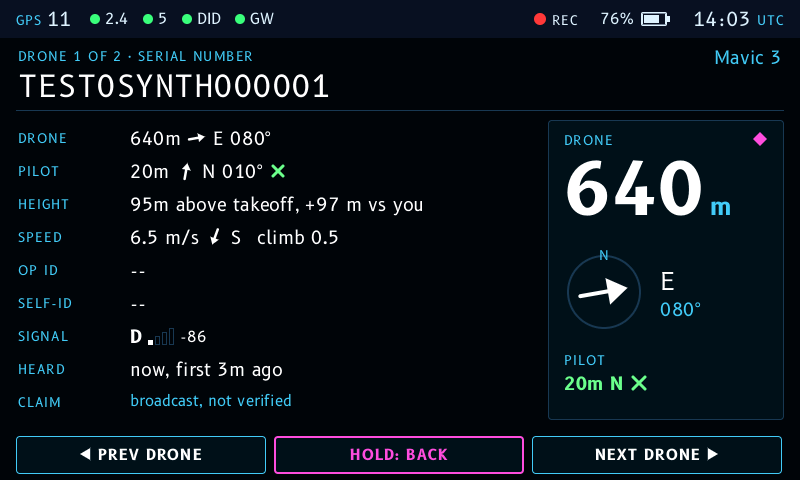 GPS 11 2.4 5 DID GW REC 76% 14:03 UTC
DRONE 1 OF 2 · SERIAL NUMBER
Mavic 3
TEST0SYNTH000001
DRONE 640m E 080°
PILOT 20m N 010°
HEIGHT 95m above takeoff, +97 m vs you
SPEED 6.5 m/s S climb 0.5
OP ID --
SELF-ID --
SIGNAL D -86
HEARD now, first 3m ago
CLAIM broadcast, not verified
DRONE
640 m
N
E
080°
PILOT
20m N
PREV DRONE
HOLD: BACK
NEXT DRONE